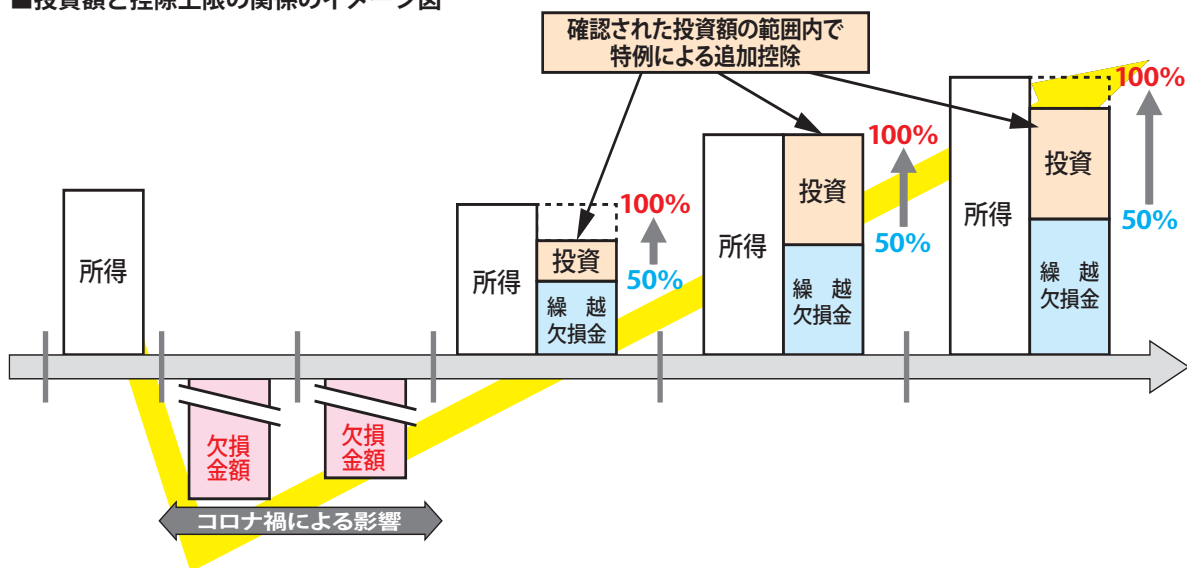 ■投資額と控除上限の関係のイメージ図
確認された投資額の範囲内で
特例による追加控除
所得
欠損
金額
欠損
金額
コロナ禍による影響
所得
投資
繰 越
欠損金
100%
50%
所得
投資
繰 越
欠損金
100%
50%
所得
投資
繰 越
欠損金
100%
50%